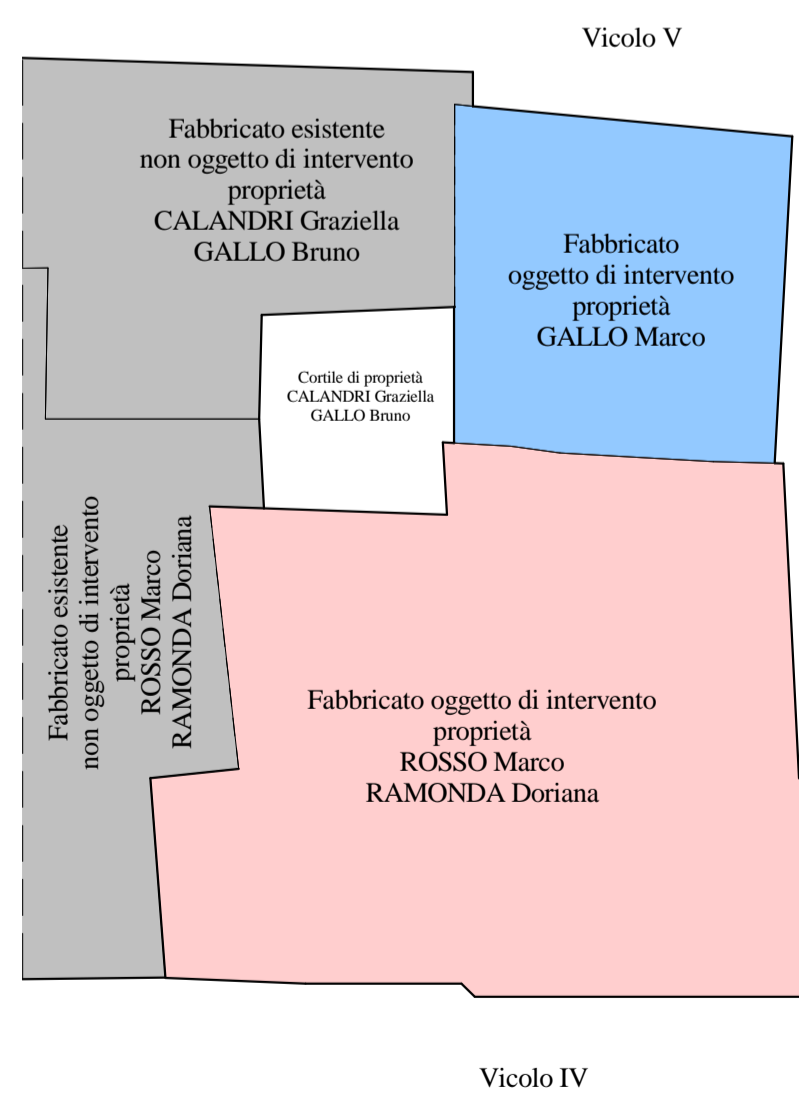 Vicolo V
Fabbricato esistente
non oggetto di intervento
proprietà
CALANDRI Graziella
GALLO Bruno
Fabbricato
oggetto di intervento
proprietà
GALLO Marco
Cortile di proprietà
CALANDRI Graziella
GALLO Bruno
Fabbricato esistente
non oggetto di intervento
proprietà
ROSSO Marco
RAMONDA Doriana
Fabbricato oggetto di intervento
proprietà
ROSSO Marco
RAMONDA Doriana
Vicolo IV